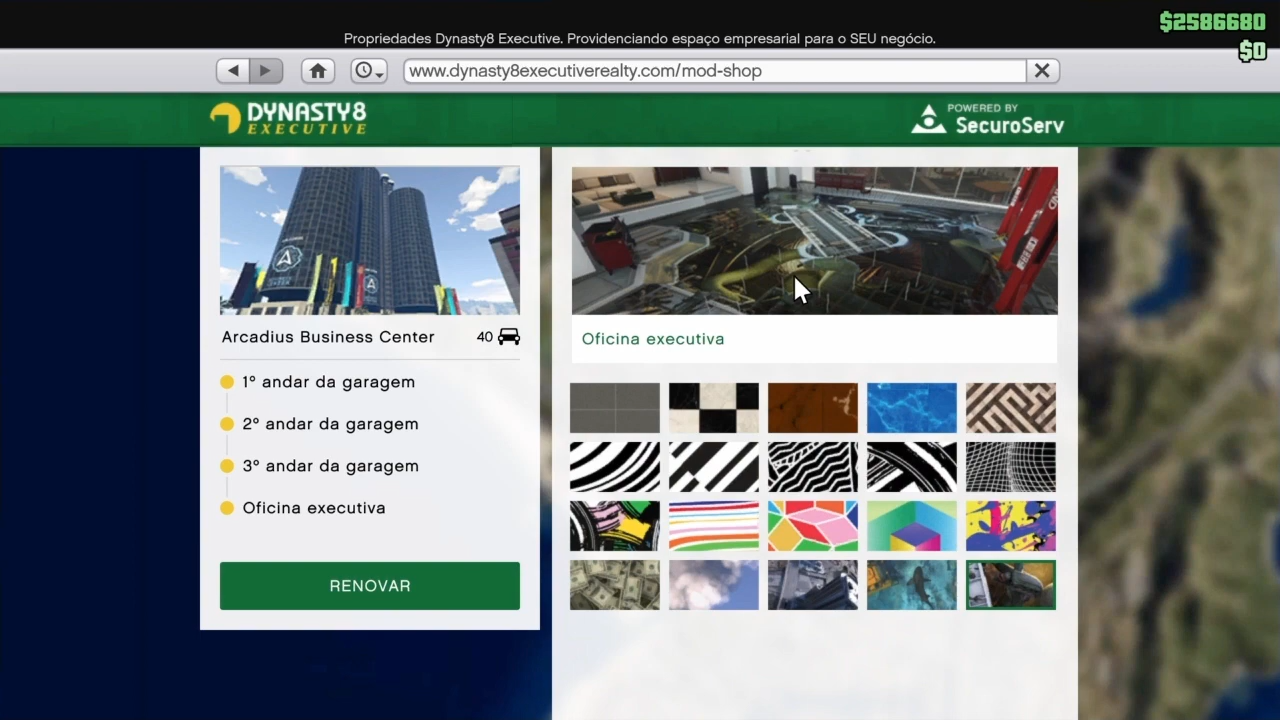 $2586680
Propriedades Dynasty8 Executive. Providenciando espaço empresarial para o SEU negócio.
$0
www.dynasty8executiverealty.com/mod-shop
DYNASTY8
EXECUTIVE
POWERED BY
SecuroServ
Arcadius Business Center 40
1º andar da garagem
2º andar da garagem
3º andar da garagem
Oficina executiva
RENOVAR
Oficina executiva